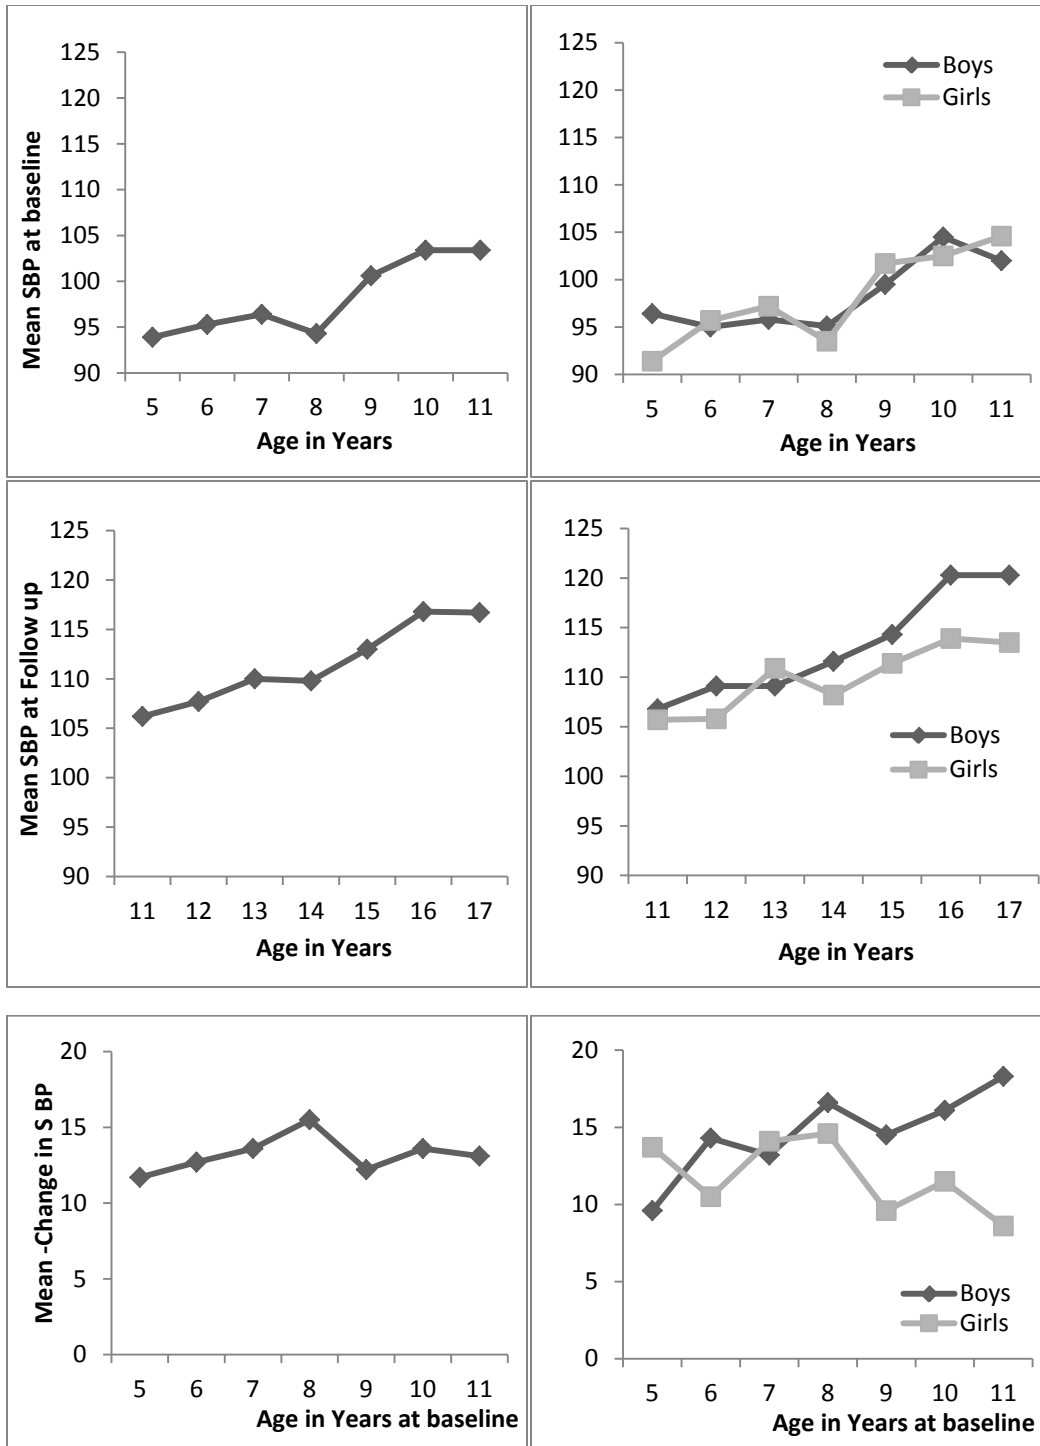 Mean SBP at baseline
125
120
115
110
105
100
95
90
5 6 7 8 9 10 11
Age in Years
125
120
115
110
105
100
95
90
Boys
Girls
5 6 7 8 9 10 11
Age in Years
Mean SBP at Follow up
125
120
115
110
105
100
95
90
11 12 13 14 15 16 17
Age in Years
125
120
115
110
105
100
95
90
Boys
Girls
11 12 13 14 15 16 17
Age in Years
Mean -Change in S BP
20
15
10
5
0
5 6 7 8 9 10 11
Age in Years at baseline
20
15
10
5
0
Boys
Girls
5 6 7 8 9 10 11
Age in Years at baseline